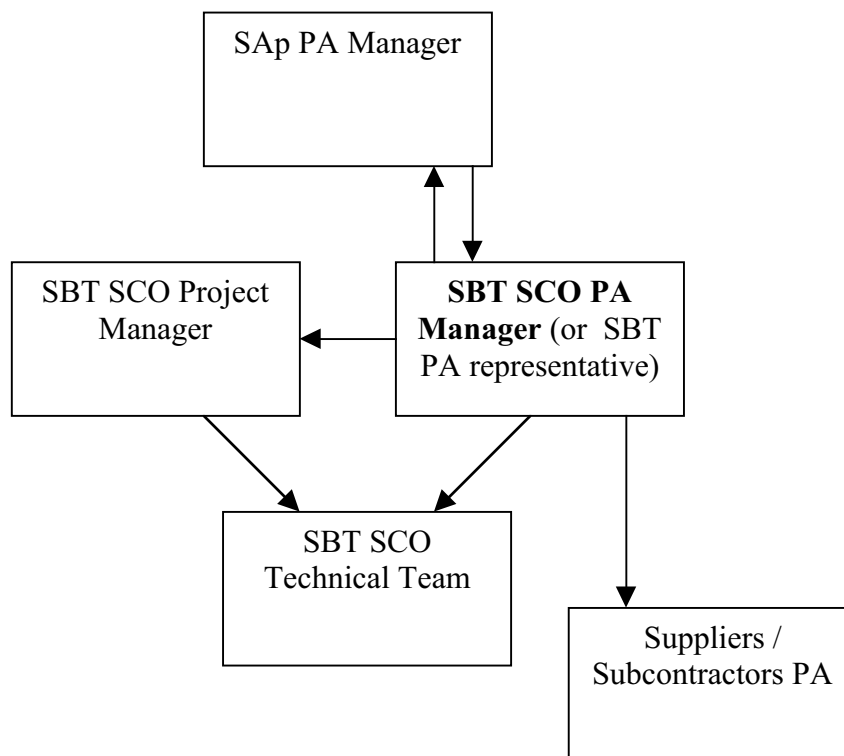 SAp PA Manager
SBT SCO Project
Manager
SBT SCO PA
Manager (or SBT
PA representative)
SBT SCO
Technical Team
Suppliers /
Subcontractors PA